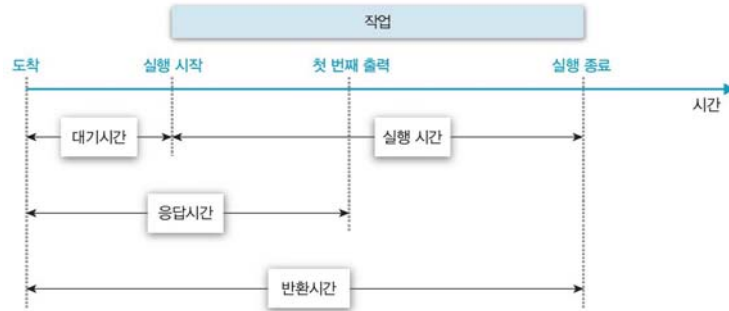 작업
도착 실행 시작 첫 번째 출력 실행 종료
시간
대기시간 실행 시간
응답시간
반환시간